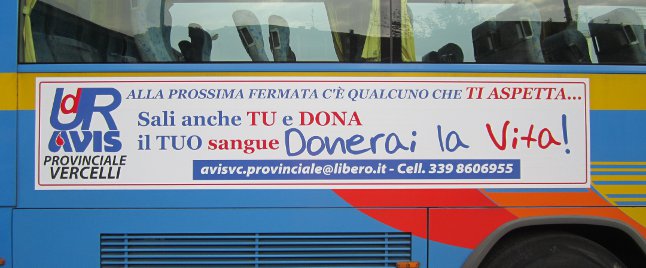 UdR
AVIS
PROVINCIALE
VERCELLI
ALLA PROSSIMA FERMATA C'È QUALCUNO CHE TI ASPETTA...
Sali anche TU e DONA
il TUO sangue Donerai la Vita!
avisvc.provinciale@libero.it - Cell. 339 8606955